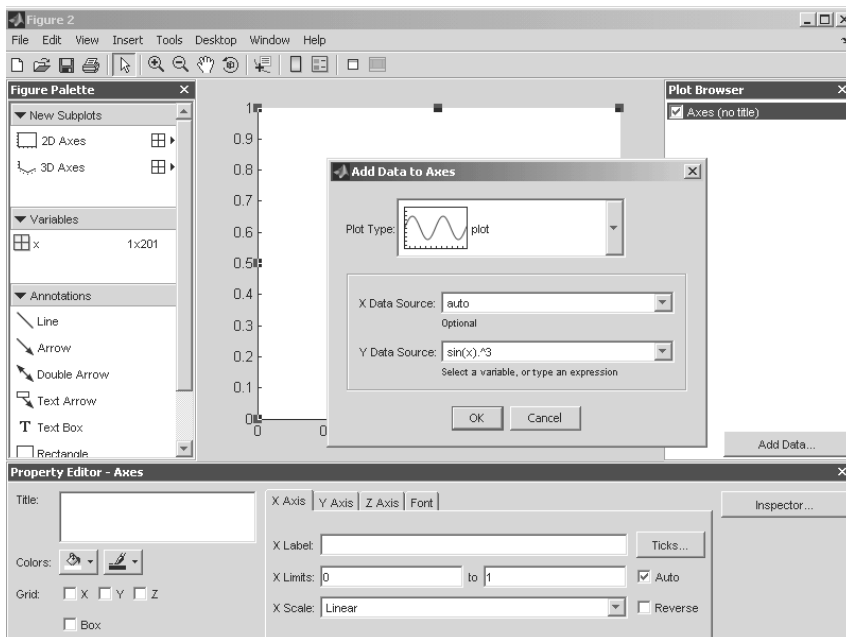 Figure 2
File Edit View Insert Tools Desktop Window Help
Figure Palette
New Subplots
2D Axes
3D Axes
Variables
x 1x201
Annotations
Line
Arrow
Double Arrow
Text Arrow
T Text Box
Rectangle
1
0.9
0.8
0.7
0.6
0.5
0.4
0.3
0.2
0.1
0
0 0
Add Data to Axes
Plot Type: plot
X Data Source: auto
Optional
Y Data Source: sin(x).^3
Select a variable, or type an expression
OK Cancel
Plot Browser
Axes (no title)
Add Data...
Property Editor - Axes
Title:
Colors:
Grid: X Y Z
Box
X Axis Y Axis Z Axis Font
X Label: Ticks...
X Limits: 0 to 1 Auto
X Scale: Linear Reverse
Inspector...